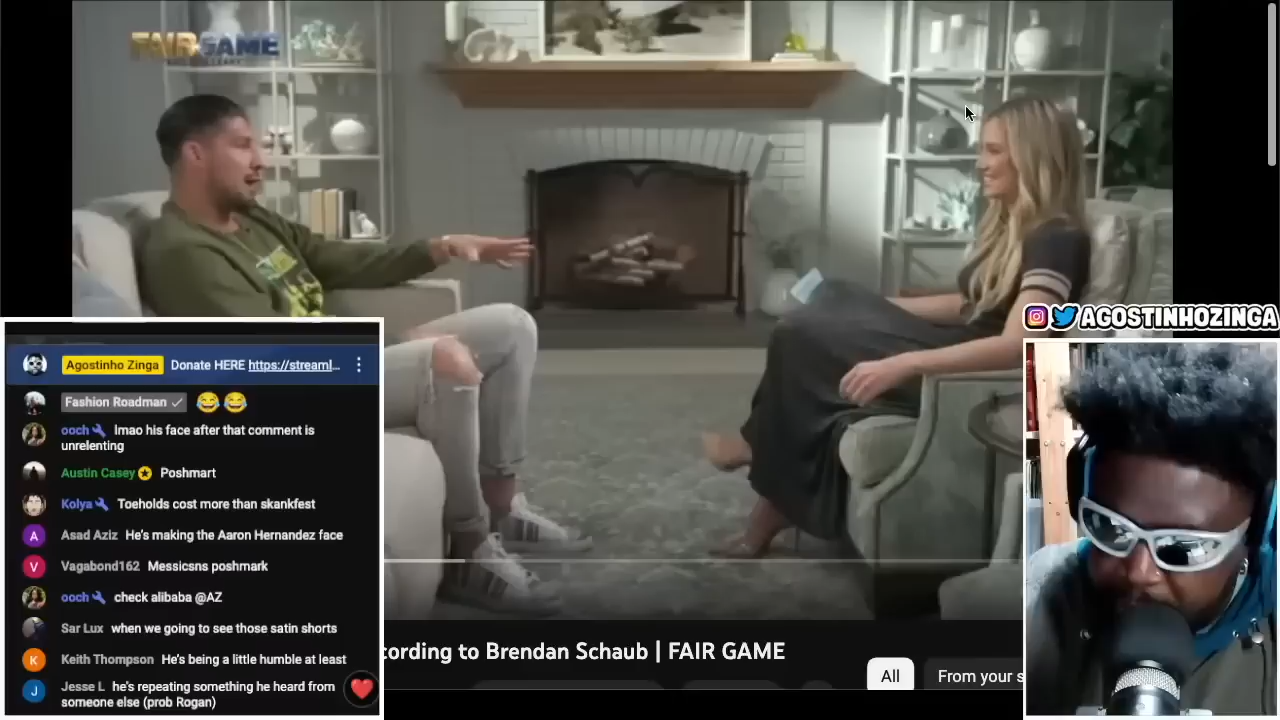 FAIR GAME
AGOSTINHOZINGA
Agostinho Zinga Donate HERE https://streaml...
Fashion Roadman
ooch lmao his face after that comment is
unrelenting
Austin Casey Poshmart
Kolya Toeholds cost more than skankfest
A Asad Aziz He's making the Aaron Hernandez face
V Vagabond162 Messicsns poshmark
ooch check alibaba @AZ
Sar Lux when we going to see those satin shorts
K Keith Thompson He's being a little humble at least
J Jesse L he's repeating something he heard from
someone else (prob Rogan)
cording to Brendan Schaub | FAIR GAME
All From your s